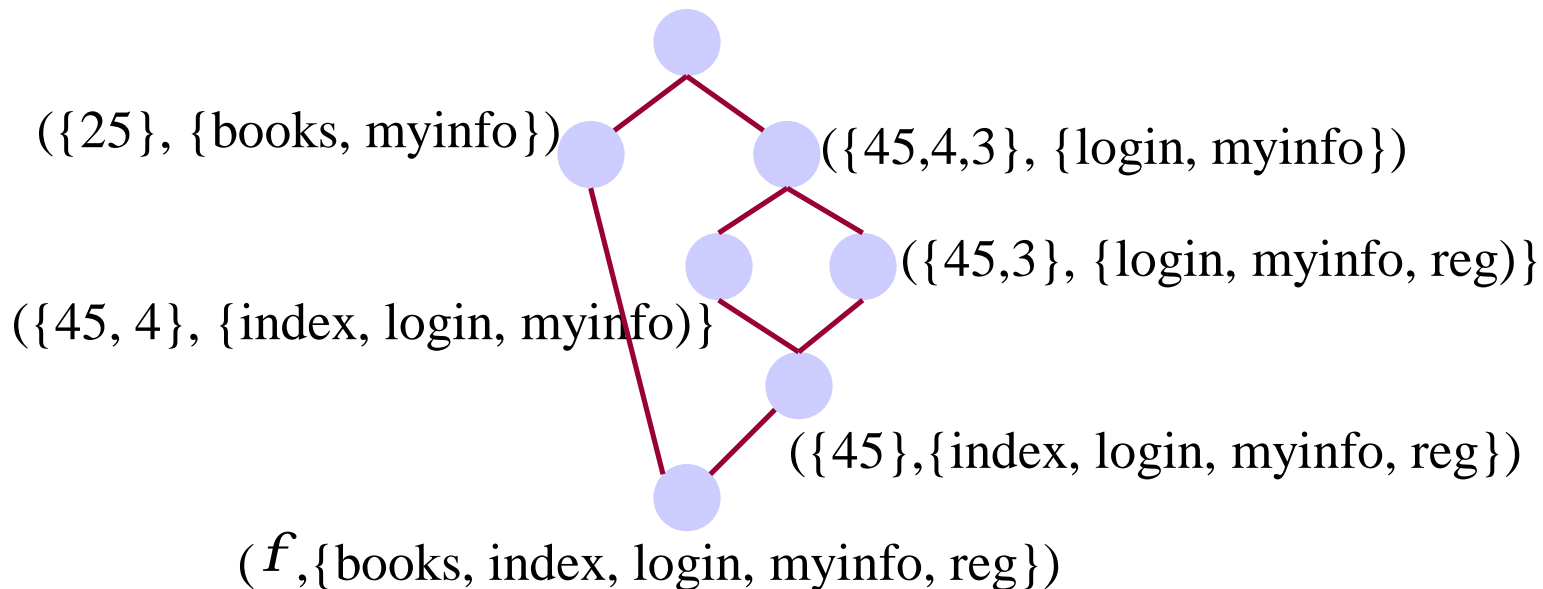 ({25}, {books, myinfo})
({45,4,3}, {login, myinfo})
({45,3}, {login, myinfo, reg)}
({45, 4}, {index, login, myinfo)}
({45},{index, login, myinfo, reg})
(f,{books, index, login, myinfo, reg})